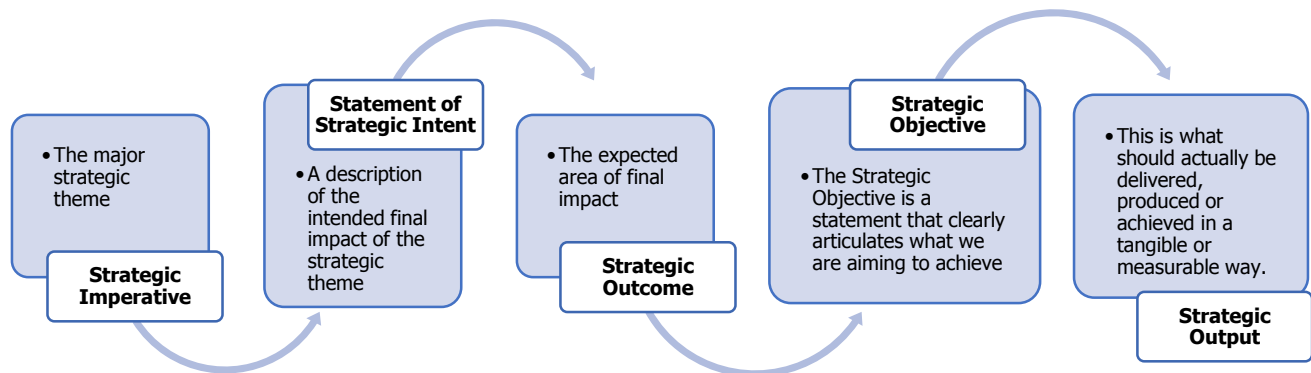 • The major
strategic
theme
Strategic
Imperative
Statement of
Strategic Intent
• A description
of the
intended final
impact of the
strategic
theme
• The expected
area of final
impact
Strategic
Outcome
Strategic
Objective
• The Strategic
Objective is a
statement that clearly
articulates what we
are aiming to achieve
• This is what
should actually be
delivered,
produced or
achieved in a
tangible or
measurable way.
Strategic
Output